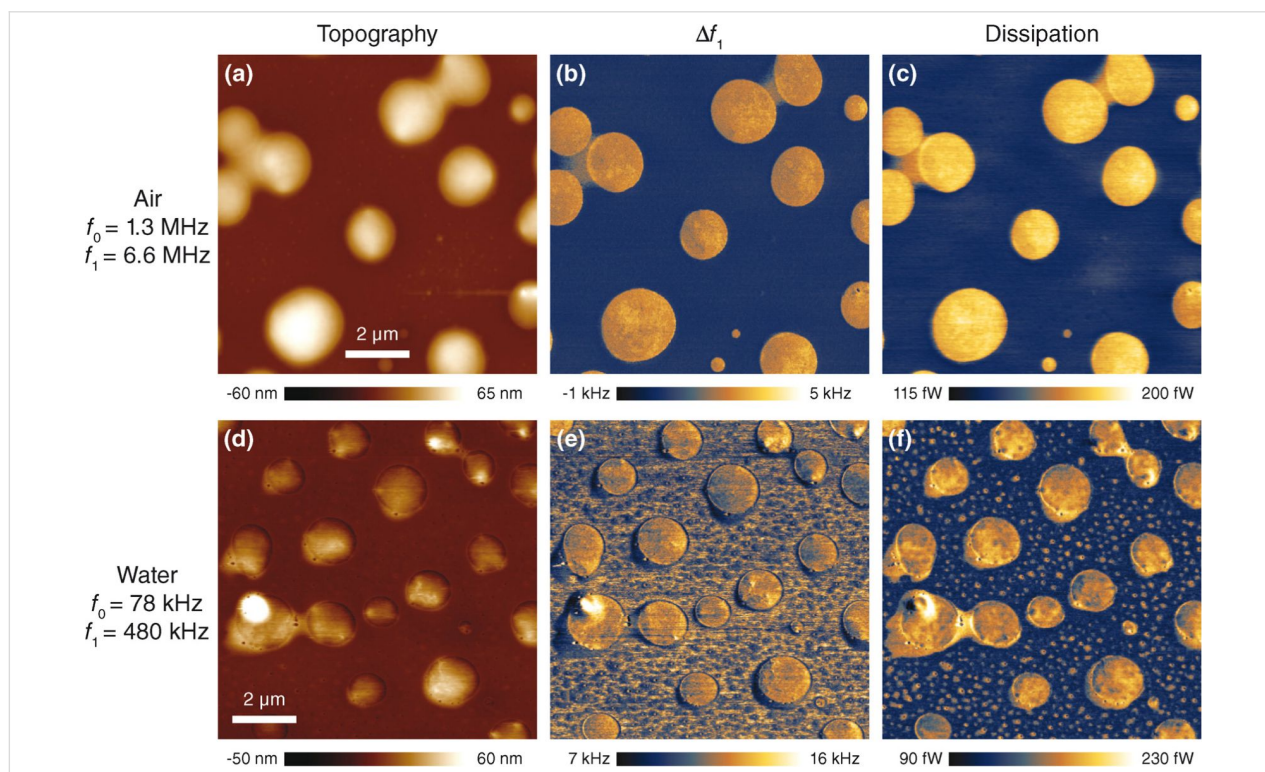 Topography
Δf₁
Dissipation
Air
f₀ = 1.3 MHz
f₁ = 6.6 MHz
(a)
(b)
(c)
2 µm
-60 nm 65 nm
-1 kHz 5 kHz
115 fW 200 fW
Water
f₀ = 78 kHz
f₁ = 480 kHz
(d)
(e)
(f)
2 µm
-50 nm 60 nm
7 kHz 16 kHz
90 fW 230 fW